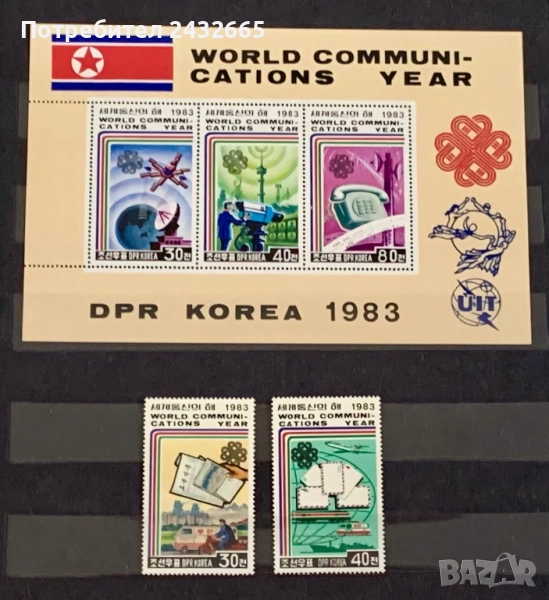 Потребител 2432665
WORLD COMMUNI-
CATIONS YEAR
세계통신의 해 1983
WORLD COMMUNI-
CATIONS YEAR
조선우표 DPR KOREA 30전
세계통신의 해 1983
WORLD COMMUNI-
CATIONS YEAR
조선우표 DPR KOREA 40전
세계통신의 해 1983
WORLD COMMUNI-
CATIONS YEAR
조선우표 DPR KOREA 80전
UIT
DPR KOREA 1983
세계통신의 해 1983
WORLD COMMUNI-
CATIONS YEAR
조선우표 DPR KOREA 30전
세계통신의 해 1983
WORLD COMMUNI-
CATIONS YEAR
조선우표 DPR KOREA 40전
BAZAR